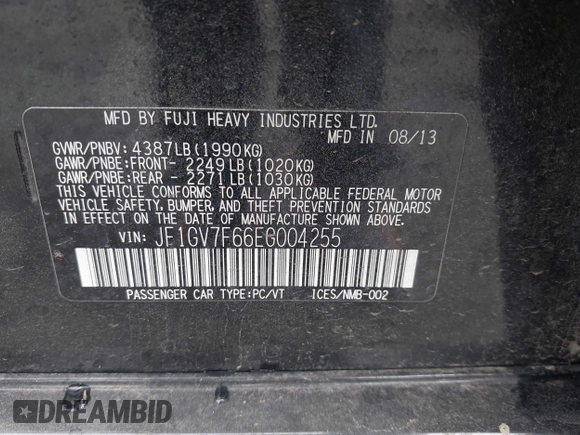 MFD BY FUJI HEAVY INDUSTRIES LTD.
MFD IN 08/13
GVWR/PNBV: 4387LB(1990KG)
GAWR/PNBE:FRONT- 2249LB(1020KG)
GAWR/PNBE:REAR - 2271LB(1030KG)
THIS VEHICLE CONFORMS TO ALL APPLICABLE FEDERAL MOTOR
VEHICLE SAFETY, BUMPER, AND THEFT PREVENTION STANDARDS
IN EFFECT ON THE DATE OF MANUFACTURE SHOWN ABOVE.
VIN: JF1GV7F66EG004255
PASSENGER CAR TYPE:PC/VT ICES/NMB-002
DREAMBID